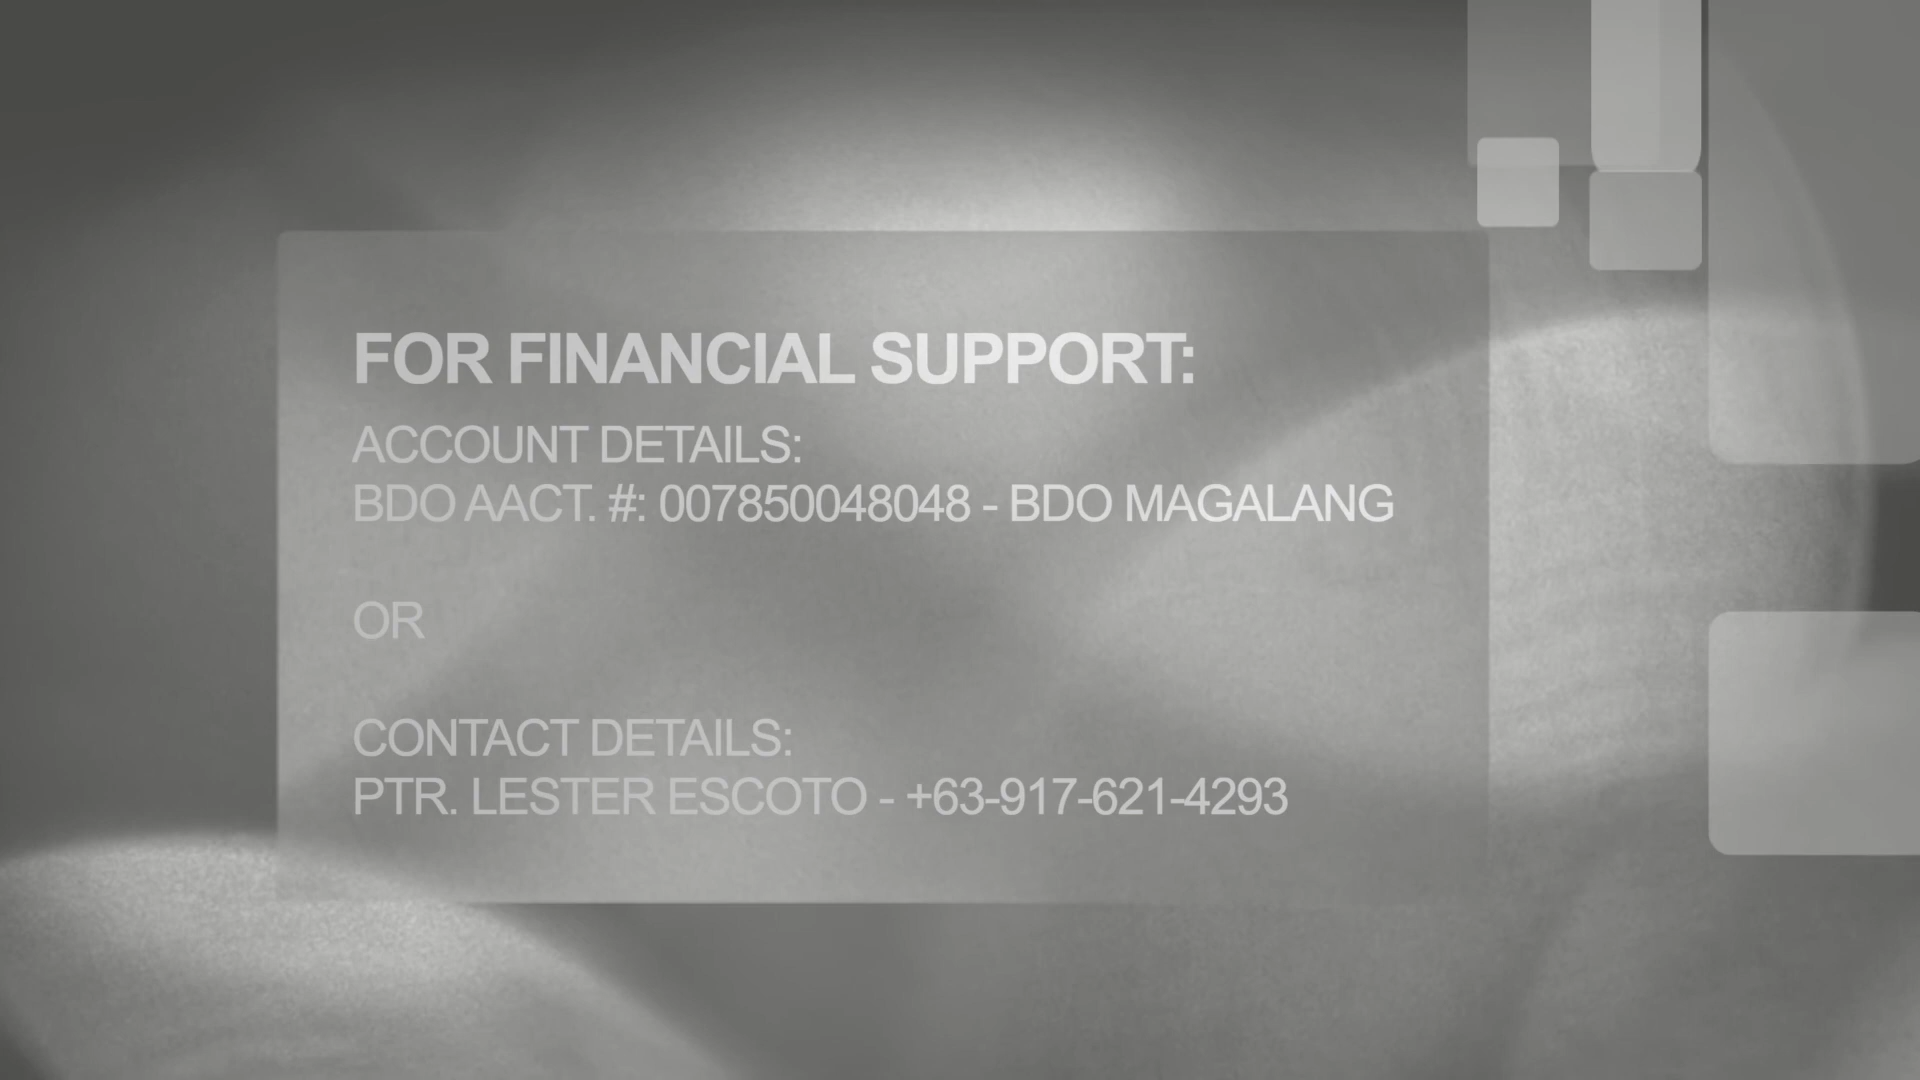 FOR FINANCIAL SUPPORT:
ACCOUNT DETAILS:
BDO AACT. #: 007850048048 - BDO MAGALANG
OR
CONTACT DETAILS:
PTR. LESTER ESCOTO - +63-917-621-4293